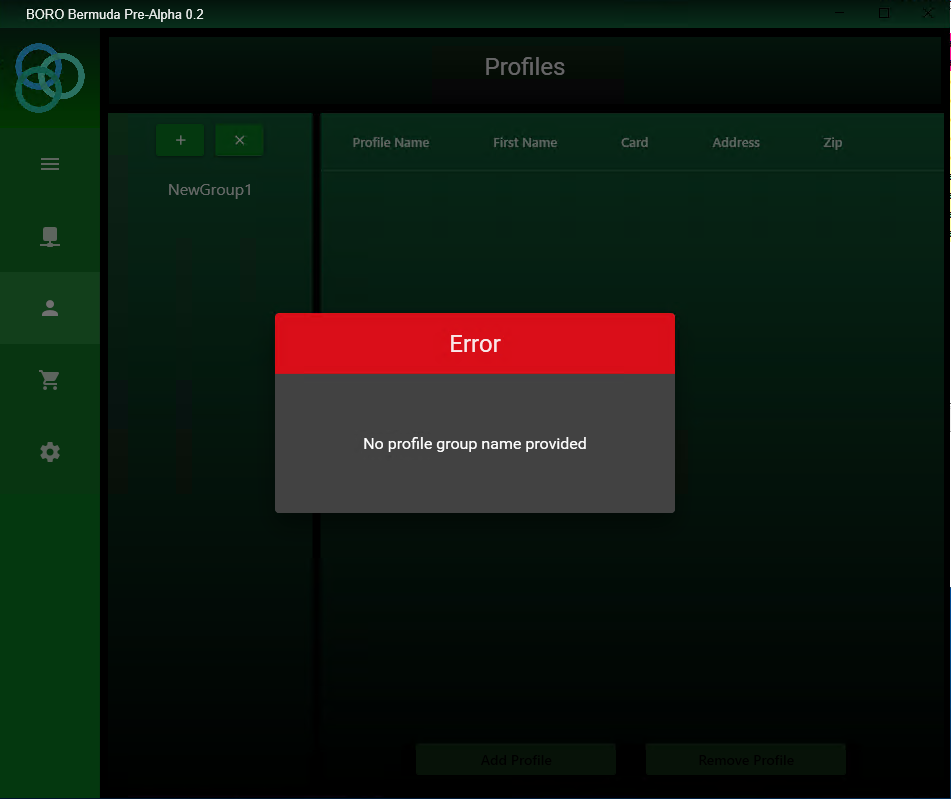 BORO Bermuda Pre-Alpha 0.2
Profiles
NewGroup1
Profile Name First Name Card Address Zip
Error
No profile group name provided
Add Profile Remove Profile